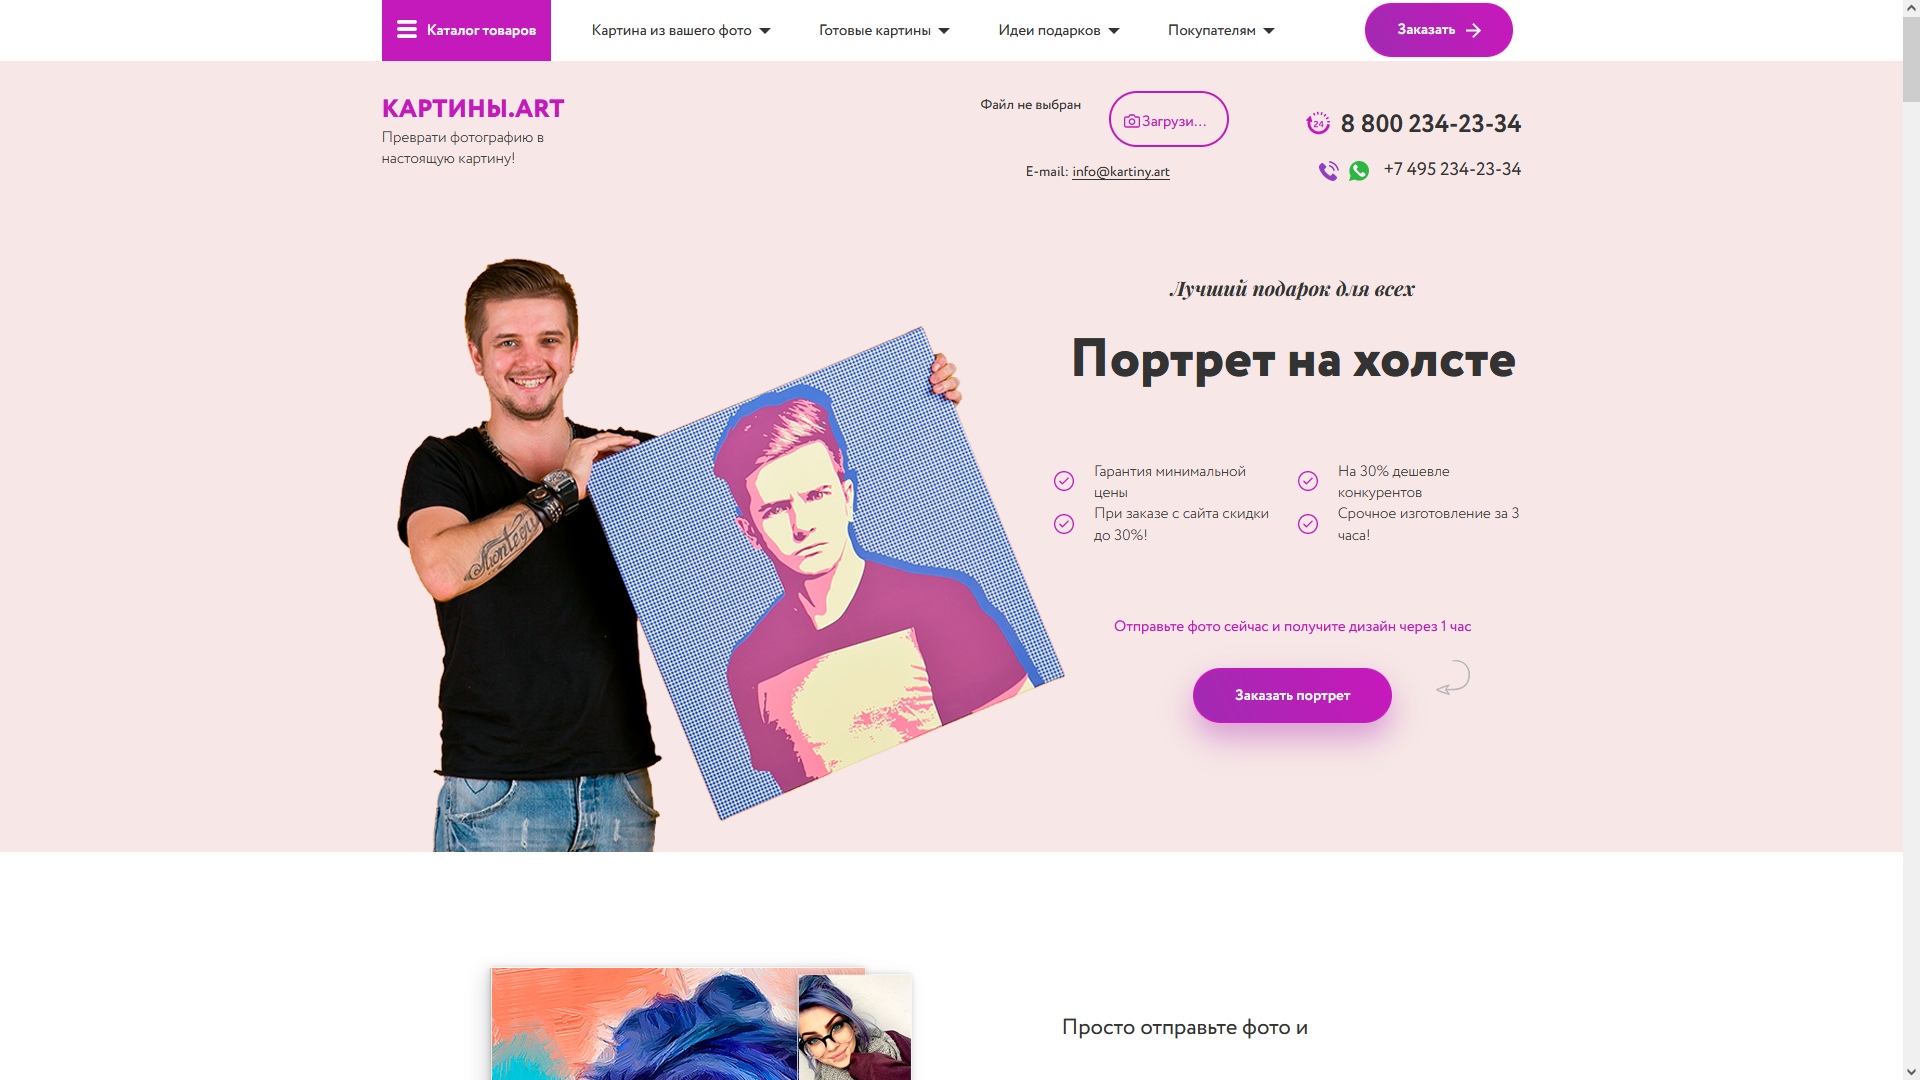 Каталог товаров
Картина из вашего фото
Готовые картины
Идеи подарков
Покупателям
Заказать
КАРТИНЫ.ART
Преврати фотографию в
настоящую картину!
Файл не выбран
Загрузи...
E-mail: info@kartiny.art
24
8 800 234-23-34
+7 495 234-23-34
Лучший подарок для всех
Портрет на холсте
Гарантия минимальной
цены
На 30% дешевле
конкурентов
При заказе с сайта скидки
до 30%!
Срочное изготовление за 3
часа!
Отправьте фото сейчас и получите дизайн через 1 час
Заказать портрет
Просто отправьте фото и